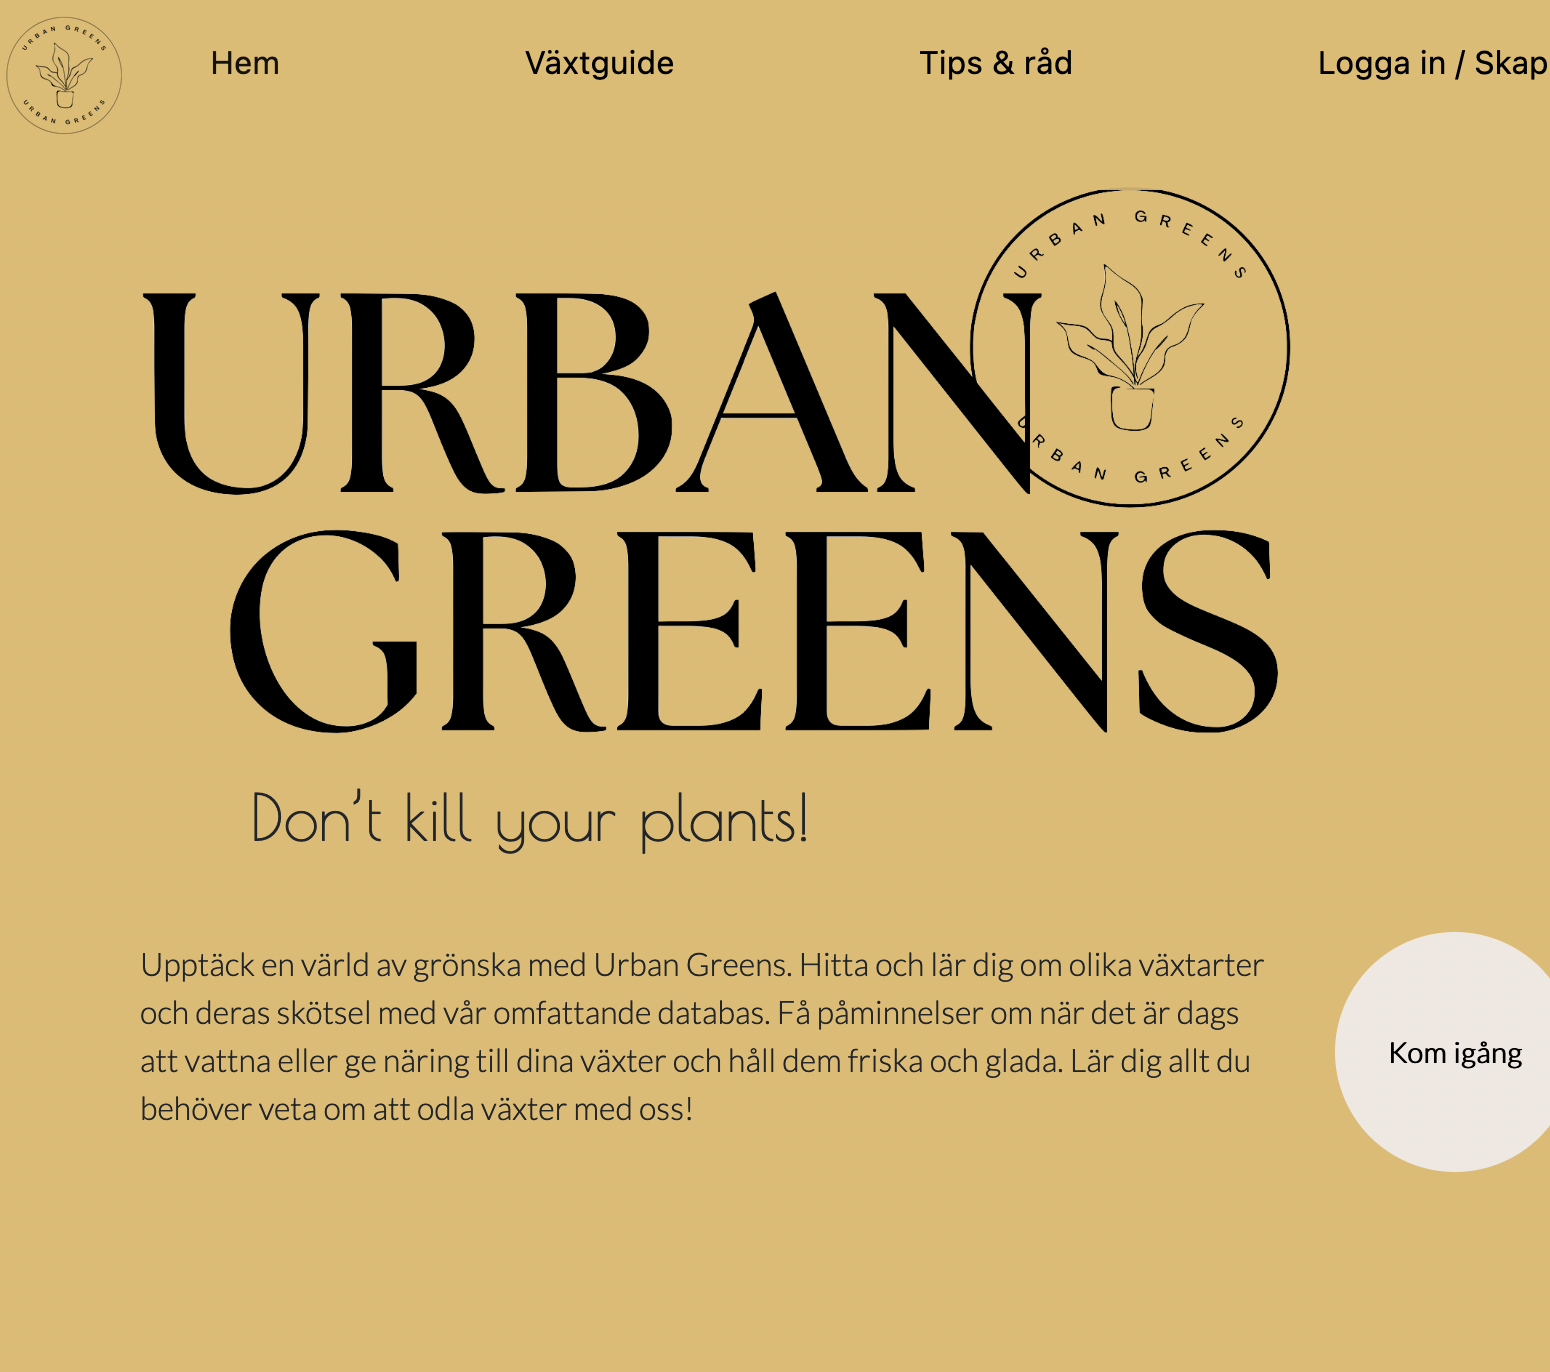 URBAN GREENS
URBAN GREENS
Hem
Växtguide
Tips & råd
Logga in / Skap
URBAN GREENS
URBAN GREENS
URBAN
GREENS
Don't kill your plants!
Upptäck en värld av grönska med Urban Greens. Hitta och lär dig om olika växtarter
och deras skötsel med vår omfattande databas. Få påminnelser om när det är dags
att vattna eller ge näring till dina växter och håll dem friska och glada. Lär dig allt du
behöver veta om att odla växter med oss!
Kom igång